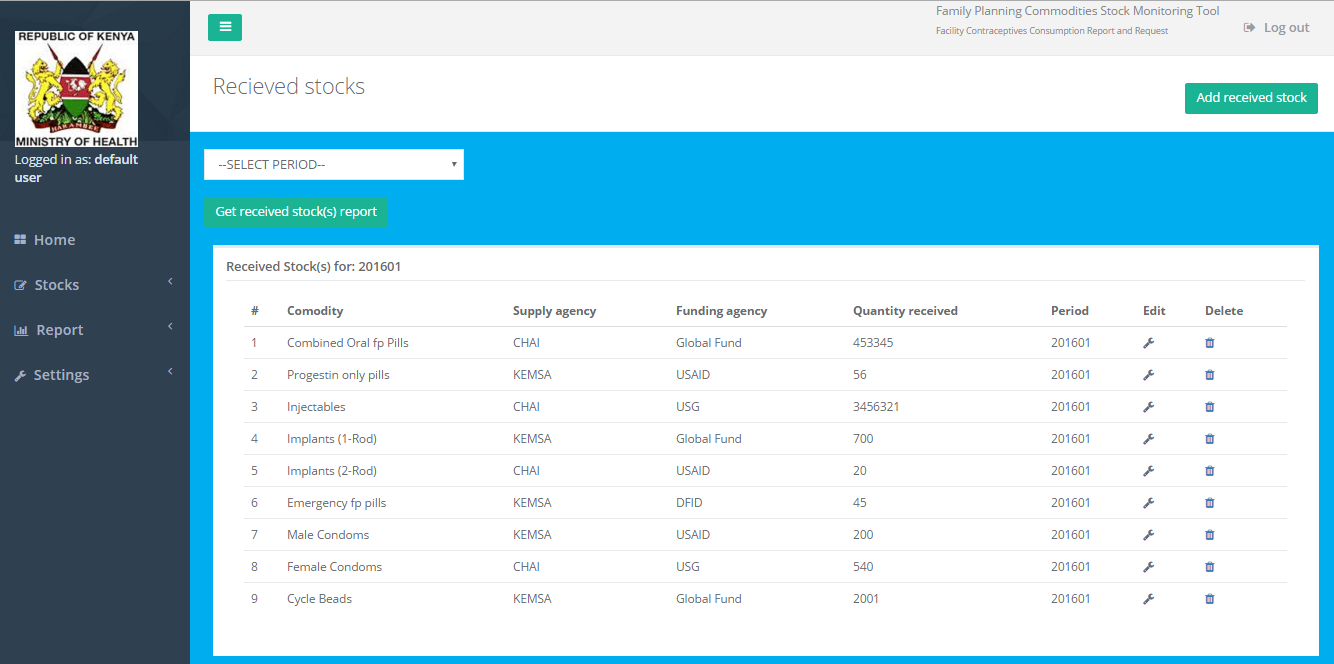 REPUBLIC OF KENYA
HARAMBEE
MINISTRY OF HEALTH
Logged in as: default
user
Home
Stocks
Report
Settings
Family Planning Commodities Stock Monitoring Tool
Facility Contraceptives Consumption Report and Request
Log out
Recieved stocks
Add received stock
--SELECT PERIOD--
Get received stock(s) report
Received Stock(s) for: 201601
# Comodity Supply agency Funding agency Quantity received Period Edit Delete
1 Combined Oral fp Pills CHAI Global Fund 453345 201601
2 Progestin only pills KEMSA USAID 56 201601
3 Injectables CHAI USG 3456321 201601
4 Implants (1-Rod) KEMSA Global Fund 700 201601
5 Implants (2-Rod) CHAI USAID 20 201601
6 Emergency fp pills KEMSA DFID 45 201601
7 Male Condoms KEMSA USAID 200 201601
8 Female Condoms CHAI USG 540 201601
9 Cycle Beads KEMSA Global Fund 2001 201601